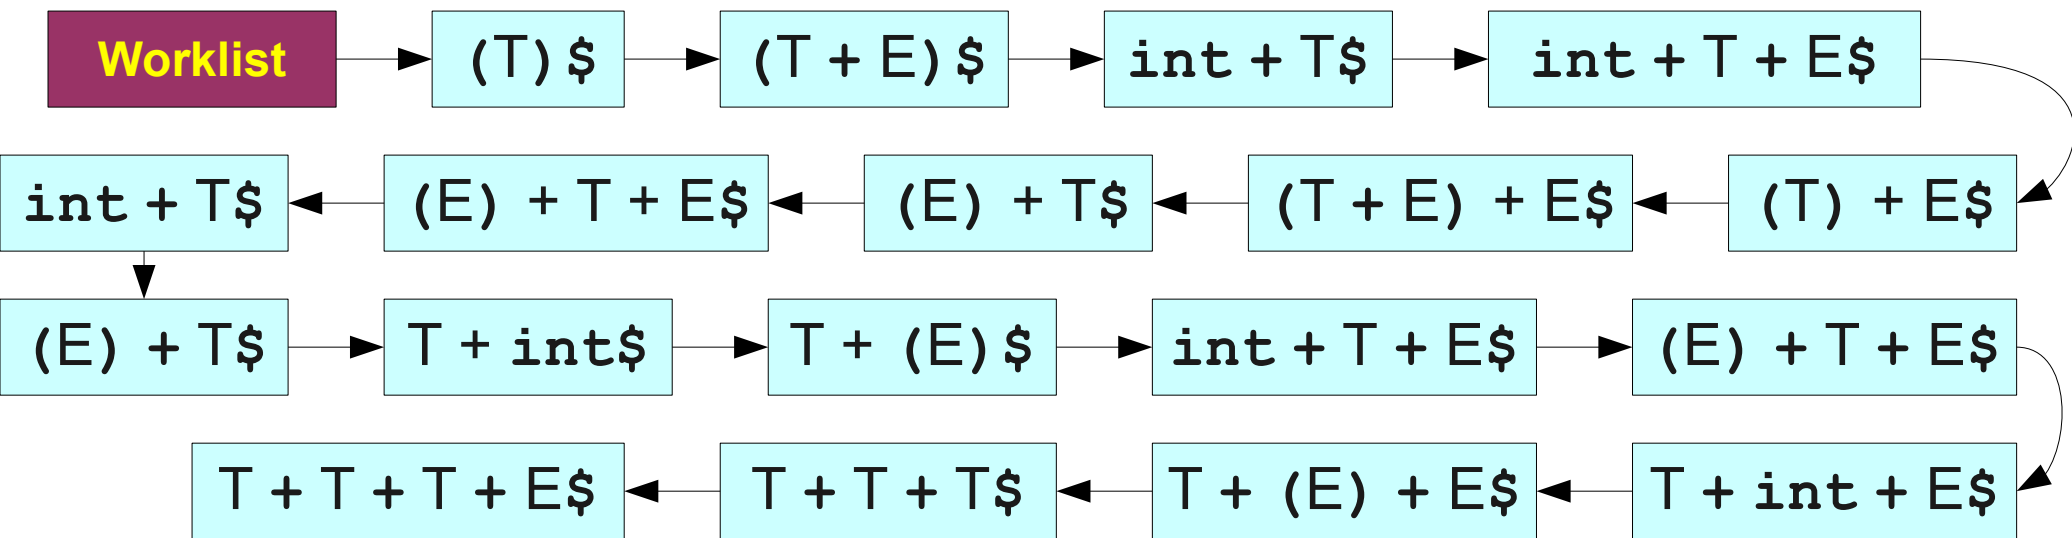 Worklist (T)$ (T + E)$ int + T$ int + T + E$
int + T$ (E) + T + E$ (E) + T$ (T + E) + E$ (T) + E$
(E) + T$ T + int$ T + (E)$ int + T + E$ (E) + T + E$
T + T + T + E$ T + T + T$ T + (E) + E$ T + int + E$